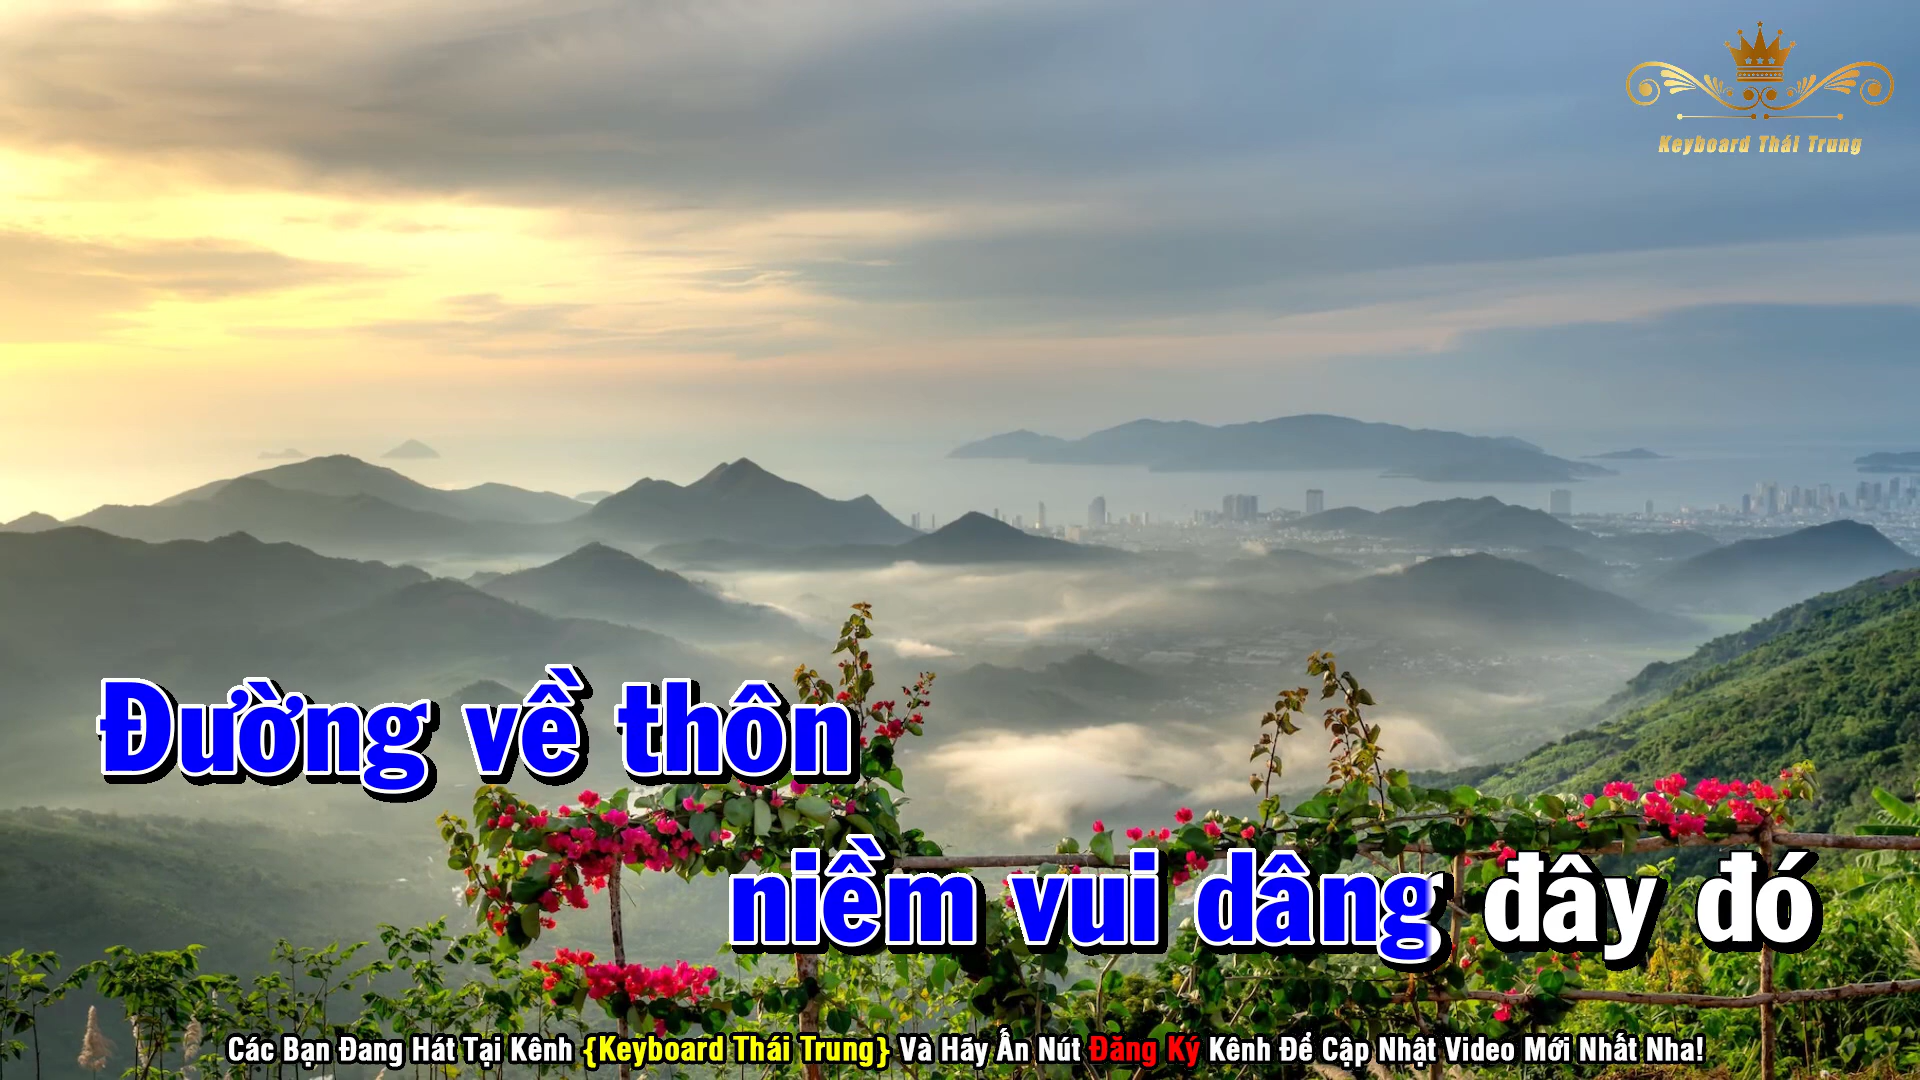 Keyboard Thái Trung
Đường về thôn
niềm vui dâng đây đó
Các Bạn Đang Hát Tại Kênh {Keyboard Thái Trung} Và Hãy Ấn Nút Đăng Ký Kênh Để Cập Nhật Video Mới Nhất Nha!